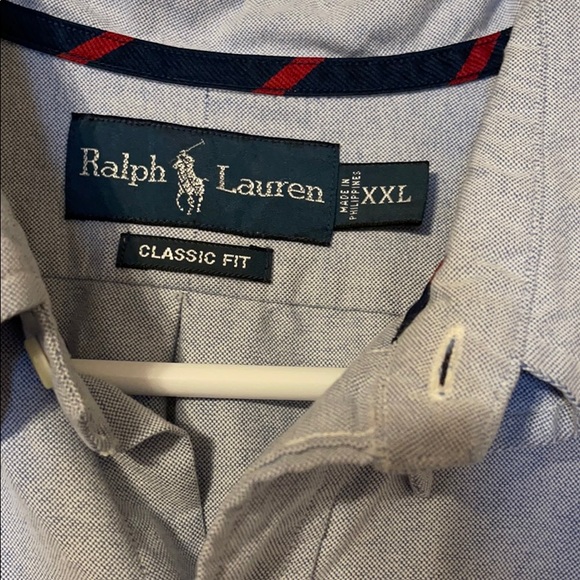 Ralph Lauren
MADE IN
PHILIPPINES
XXL
CLASSIC FIT